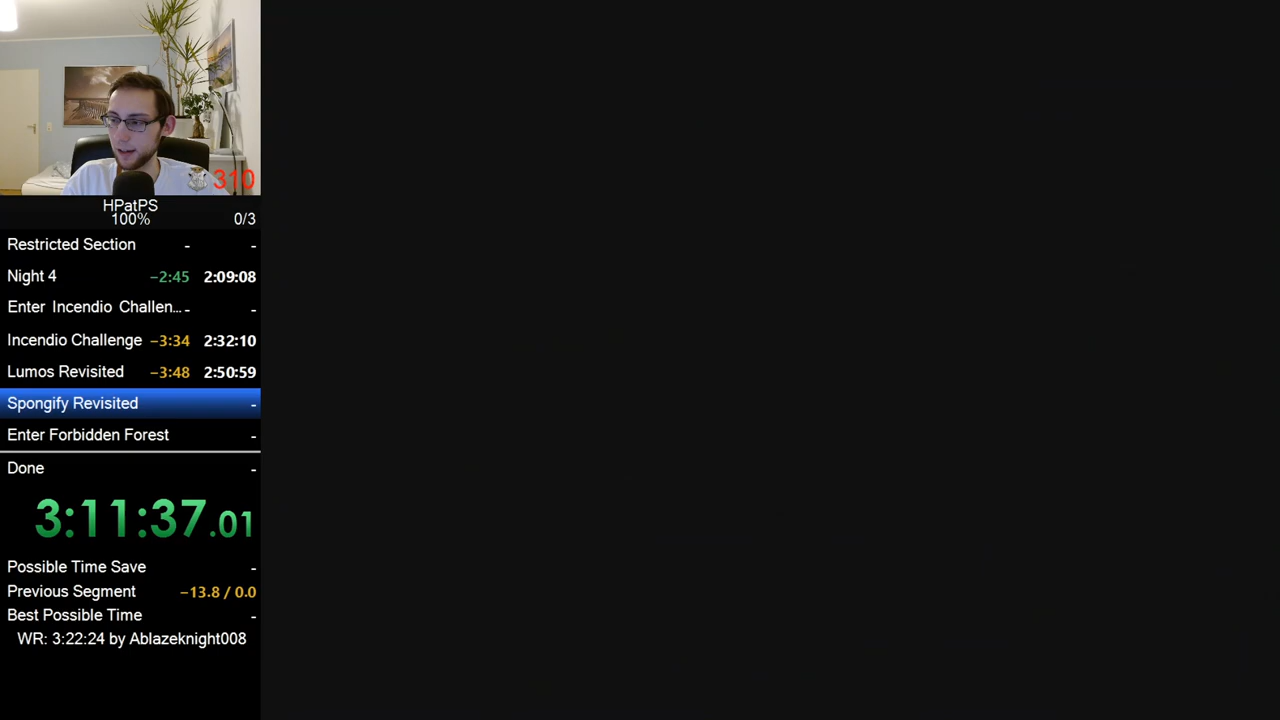 310
HPatPS
100% 0/3
Restricted Section - -
Night 4 −2:45 2:09:08
Enter Incendio Challen... - -
Incendio Challenge −3:34 2:32:10
Lumos Revisited −3:48 2:50:59
Spongify Revisited -
Enter Forbidden Forest -
Done -
3:11:37.01
Possible Time Save -
Previous Segment −13.8 / 0.0
Best Possible Time -
WR: 3:22:24 by Ablazeknight008